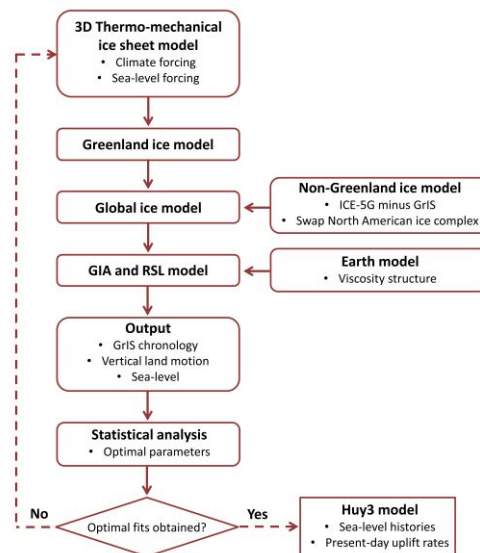 3D Thermo-mechanical
ice sheet model
• Climate forcing
• Sea-level forcing
Greenland ice model
Global ice model
Non-Greenland ice model
• ICE-5G minus GrIS
• Swap North American ice complex
GIA and RSL model
Earth model
• Viscosity structure
Output
• GrIS chronology
• Vertical land motion
• Sea-level
Statistical analysis
• Optimal parameters
No
Optimal fits obtained?
Yes
Huy3 model
• Sea-level histories
• Present-day uplift rates